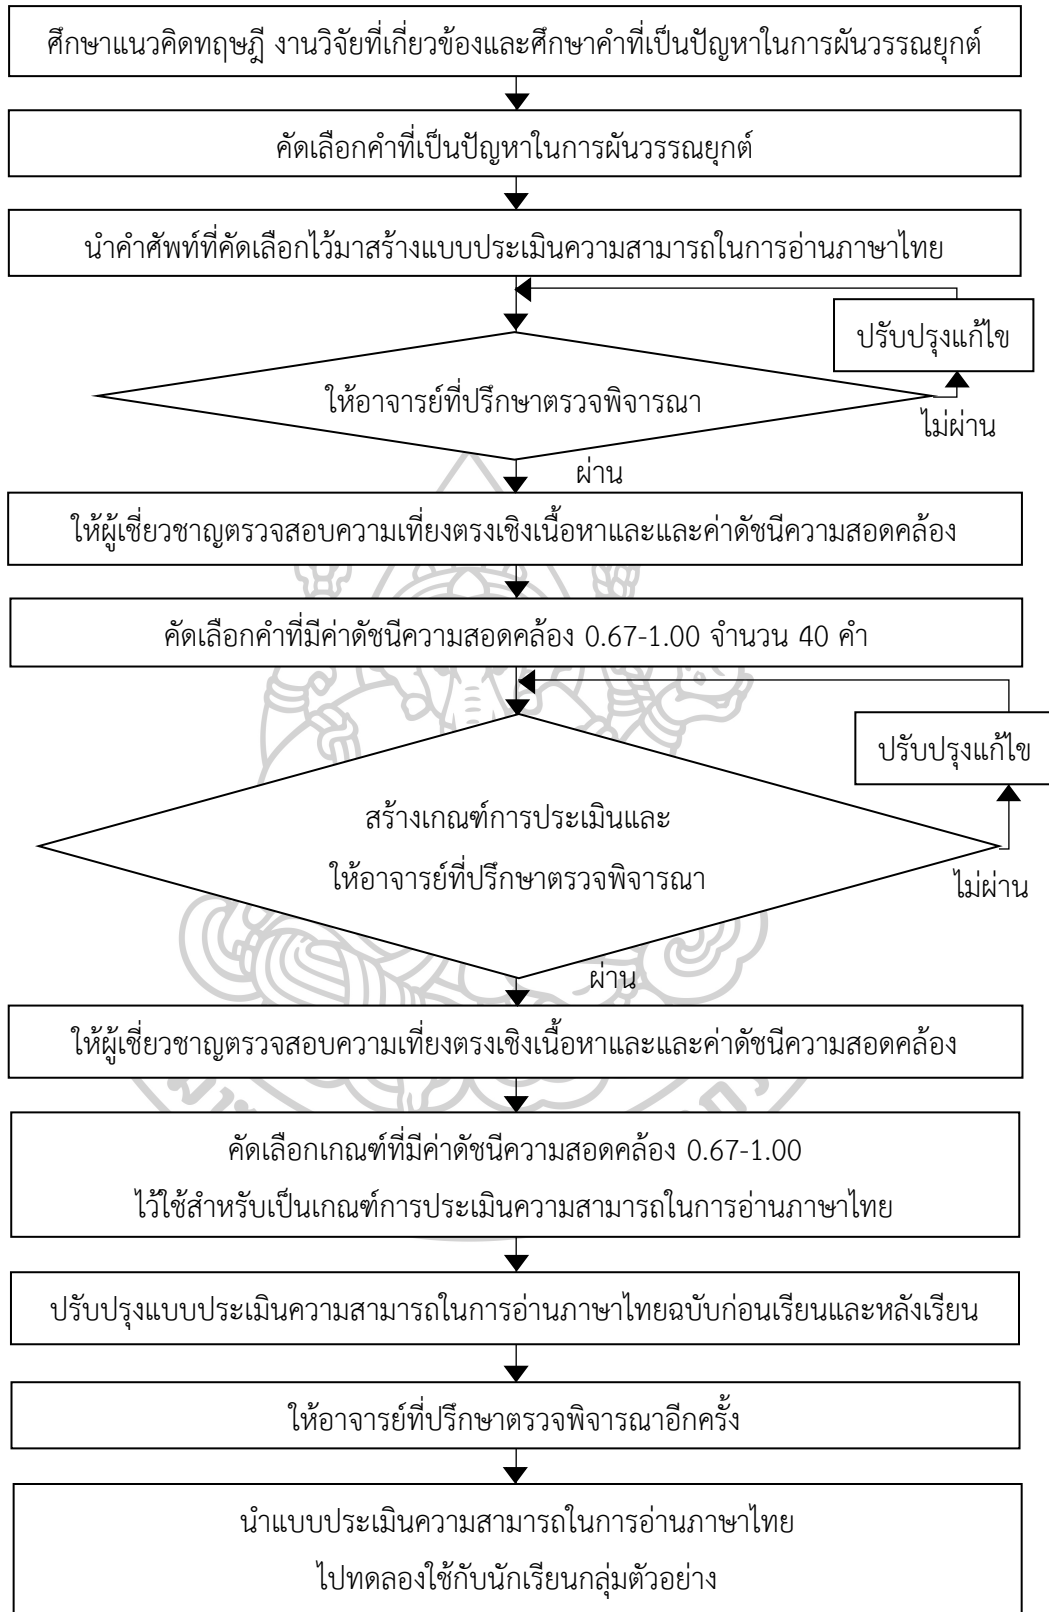 ศึกษาแนวคิดทฤษฎี งานวิจัยที่เกี่ยวข้องและศึกษาคำที่เป็นปัญหาในการผันวรรณยุกต์
คัดเลือกคำที่เป็นปัญหาในการผันวรรณยุกต์
นำคำศัพท์ที่คัดเลือกไว้มาสร้างแบบประเมินความสามารถในการอ่านภาษาไทย
ปรับปรุงแก้ไข
ให้อาจารย์ที่ปรึกษาตรวจพิจารณา
ไม่ผ่าน
ผ่าน
ให้ผู้เชี่ยวชาญตรวจสอบความเที่ยงตรงเชิงเนื้อหาและและค่าดัชนีความสอดคล้อง
คัดเลือกคำที่มีค่าดัชนีความสอดคล้อง 0.67-1.00 จำนวน 40 คำ
ปรับปรุงแก้ไข
สร้างเกณฑ์การประเมินและ
ให้อาจารย์ที่ปรึกษาตรวจพิจารณา
ไม่ผ่าน
ผ่าน
ให้ผู้เชี่ยวชาญตรวจสอบความเที่ยงตรงเชิงเนื้อหาและและค่าดัชนีความสอดคล้อง
คัดเลือกเกณฑ์ที่มีค่าดัชนีความสอดคล้อง 0.67-1.00
ไว้ใช้สำหรับเป็นเกณฑ์การประเมินความสามารถในการอ่านภาษาไทย
ปรับปรุงแบบประเมินความสามารถในการอ่านภาษาไทยฉบับก่อนเรียนและหลังเรียน
ให้อาจารย์ที่ปรึกษาตรวจพิจารณาอีกครั้ง
นำแบบประเมินความสามารถในการอ่านภาษาไทย
ไปทดลองใช้กับนักเรียนกลุ่มตัวอย่าง